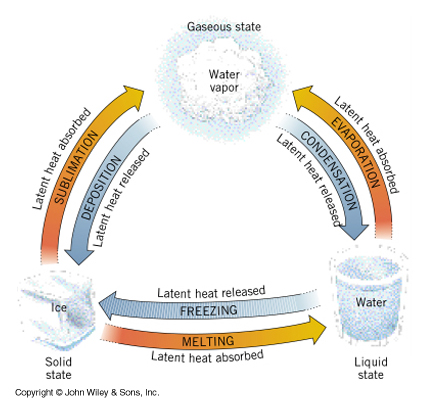 Gaseous state
Water
vapor
Latent heat absorbed
SUBLIMATION
DEPOSITION
Latent heat released
Latent heat absorbed
EVAPORATION
CONDENSATION
Latent heat released
Ice
Latent heat released
FREEZING
MELTING
Latent heat absorbed
Water
Solid
state
Liquid
state
Copyright © John Wiley & Sons, Inc.